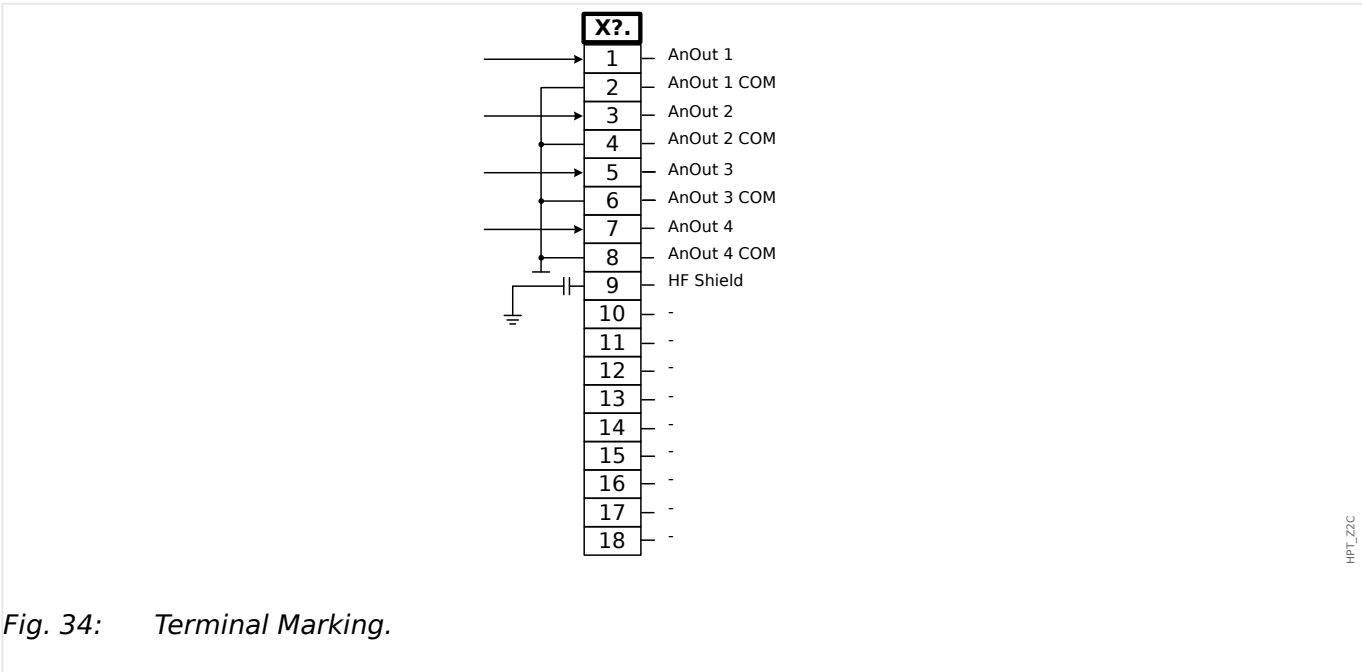 X?.
1 AnOut 1
2 AnOut 1 COM
3 AnOut 2
4 AnOut 2 COM
5 AnOut 3
6 AnOut 3 COM
7 AnOut 4
8 AnOut 4 COM
9 HF Shield
10 -
11 -
12 -
13 -
14 -
15 -
16 -
17 -
18 -
HPT_Z2C
Fig. 34: Terminal Marking.